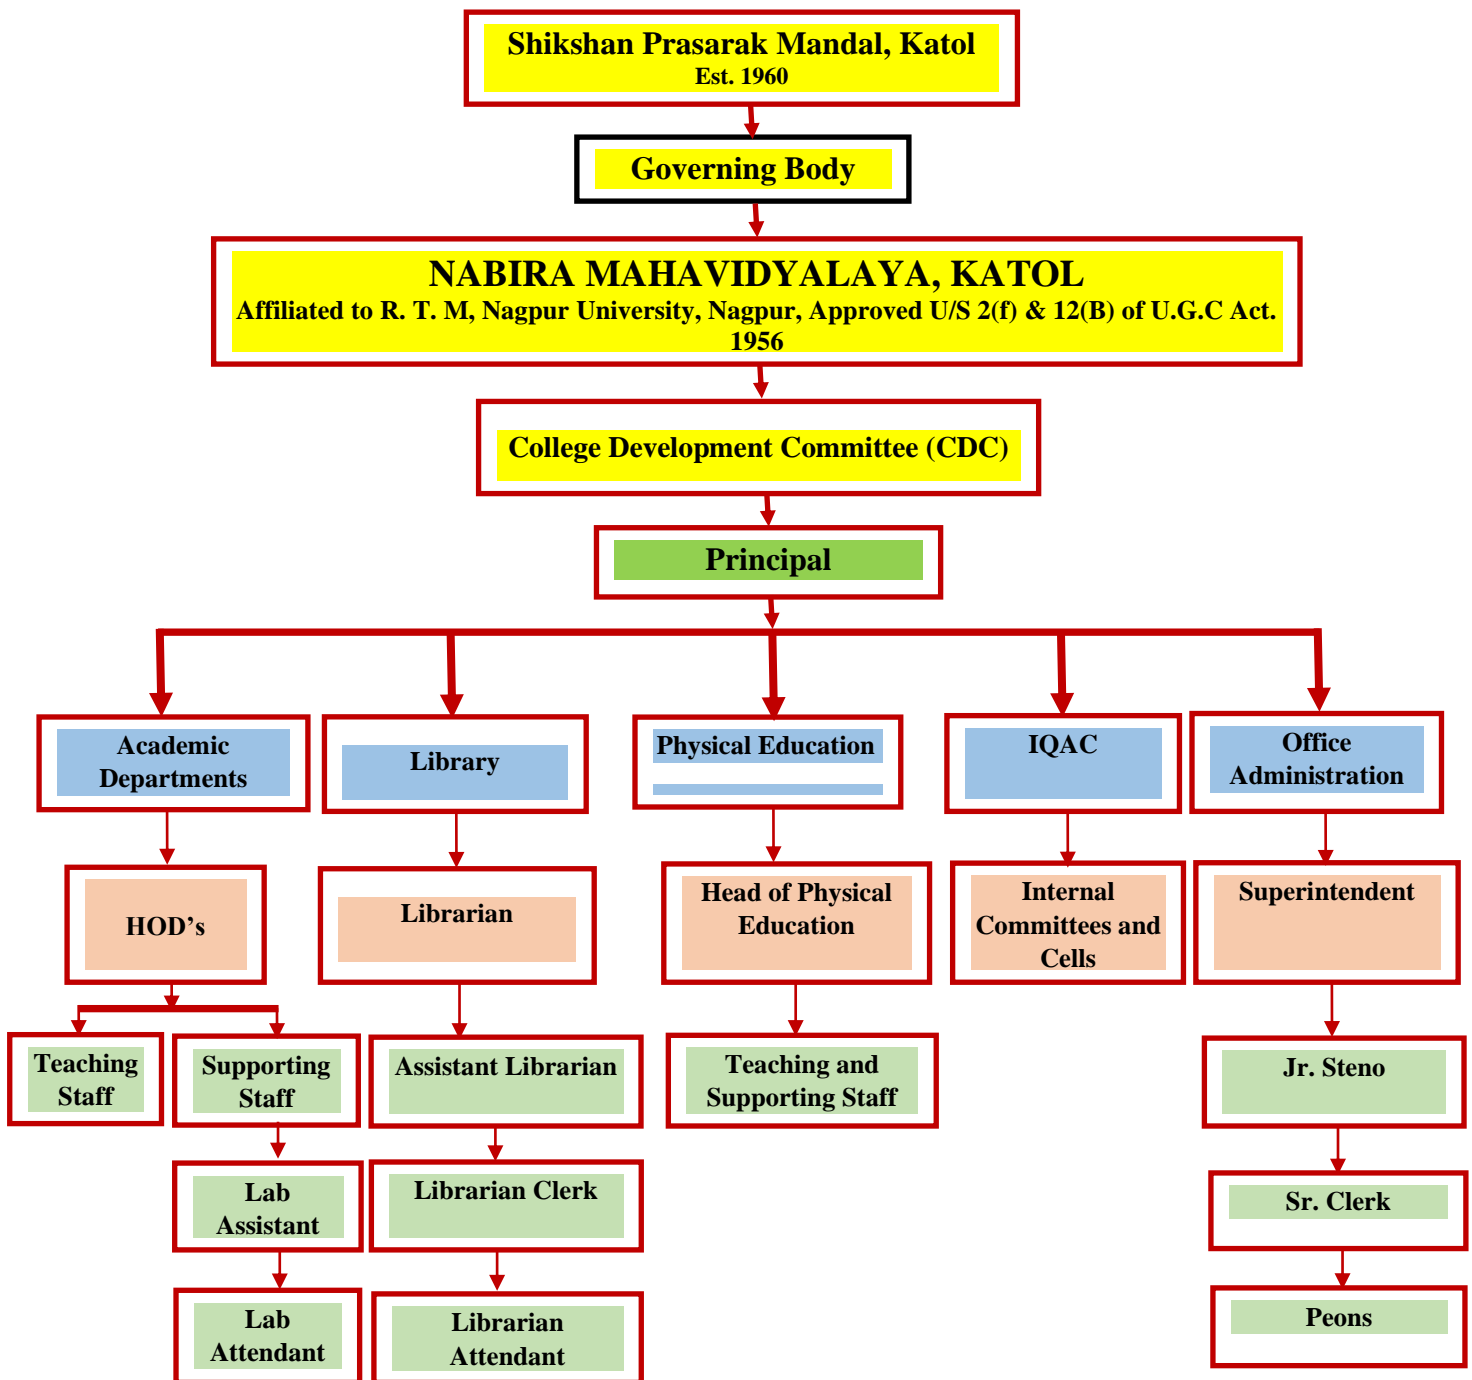 Shikshan Prasarak Mandal, Katol
Est. 1960
Governing Body
NABIRA MAHAVIDYALAYA, KATOL
Affiliated to R. T. M, Nagpur University, Nagpur, Approved U/S 2(f) & 12(B) of U.G.C Act.
1956
College Development Committee (CDC)
Principal
Academic
Departments
Library
Physical Education
IQAC
Office
Administration
HOD's
Librarian
Head of Physical
Education
Internal
Committees and
Cells
Superintendent
Teaching
Staff
Supporting
Staff
Assistant Librarian
Teaching and
Supporting Staff
Jr. Steno
Lab
Assistant
Librarian Clerk
Sr. Clerk
Lab
Attendant
Librarian
Attendant
Peons